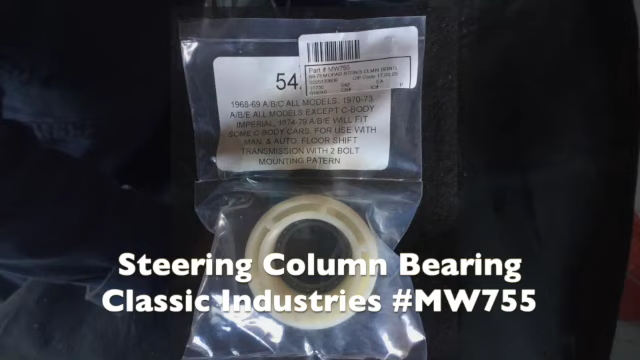 Part # MW755
54
1968-69 A/B/C ALL MODELS, 1970-73
A/B/E ALL MODELS EXCEPT C-BODY
IMPERIAL, 1974-79 A/B/E WILL FIT
SOME C-BODY CARS, FOR USE WITH
MAN. & AUTO. FLOOR SHIFT
TRANSMISSION WITH 2 BOLT
MOUNTING PATERN
Steering Column Bearing
Classic Industries #MW755